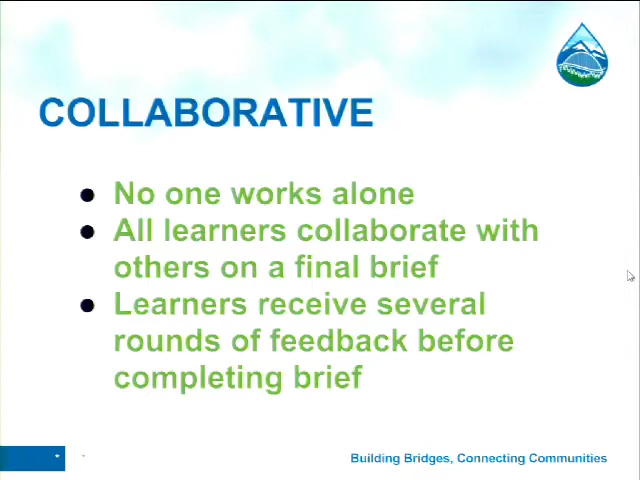 COLLABORATIVE
● No one works alone
● All learners collaborate with
others on a final brief
● Learners receive several
rounds of feedback before
completing brief
Building Bridges, Connecting Communities